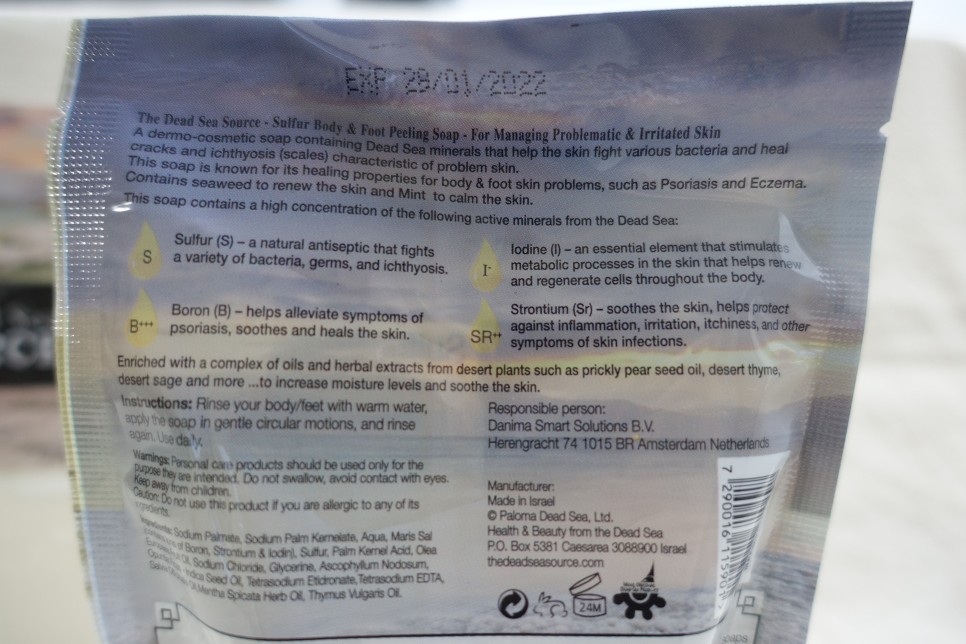 EXP 29/01/2022
The Dead Sea Source - Sulfur Body & Foot Peeling Soap - For Managing Problematic & Irritated Skin
A dermo-cosmetic soap containing Dead Sea minerals that help the skin fight various bacteria and heal
cracks and ichthyosis (scales) characteristic of problem skin.
This soap is known for its healing properties for body & foot skin problems, such as Psoriasis and Eczema.
Contains seaweed to renew the skin and Mint to calm the skin.
This soap contains a high concentration of the following active minerals from the Dead Sea:
S
Sulfur (S) – a natural antiseptic that fights
a variety of bacteria, germs, and ichthyosis.
I-
Iodine (I) – an essential element that stimulates
metabolic processes in the skin that helps renew
and regenerate cells throughout the body.
B+++
Boron (B) – helps alleviate symptoms of
psoriasis, soothes and heals the skin.
SR++
Strontium (Sr) – soothes the skin, helps protect
against inflammation, irritation, itchiness, and other
symptoms of skin infections.
Enriched with a complex of oils and herbal extracts from desert plants such as prickly pear seed oil, desert thyme,
desert sage and more ...to increase moisture levels and soothe the skin.
Instructions: Rinse your body/feet with warm water,
apply the soap in gentle circular motions, and rinse
again. Use daily.
Warnings: Personal care products should be used only for the
purpose they are intended. Do not swallow, avoid contact with eyes.
Keep away from children.
Caution: Do not use this product if you are allergic to any of its
ingredients.
Ingredients: Sodium Palmate, Sodium Palm Kernelate, Aqua, Maris Sal
of Boron, Strontium & Iodin), Sulfur, Palm Kernel Acid, Olea
Oil, Sodium Chloride, Glycerine, Ascophyllum Nodosum,
Indica Seed Oil, Tetrasodium Etidronate, Tetrasodium EDTA,
Oil, Mentha Spicata Herb Oil, Thymus Vulgaris Oil.
Responsible person:
Danima Smart Solutions B.V.
Herengracht 74 1015 BR Amsterdam Netherlands
Manufacturer:
Made in Israel
© Paloma Dead Sea, Ltd.
Health & Beauty from the Dead Sea
P.O. Box 5381 Caesarea 3088900 Israel
thedeadseasource.com
24M